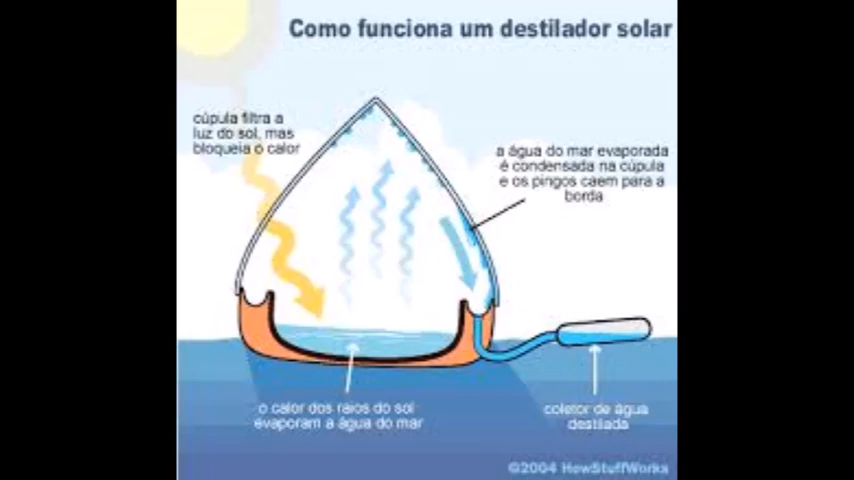 Como funciona um destilador solar
cúpula filtra a
luz do sol, mas
bloqueia o calor
a água do mar evaporada
é condensada na cúpula
e os pingos caem para a
borda
o calor dos raios do sol
evaporam a água do mar
coletor de água
destilada
©2004 HowStuffWorks